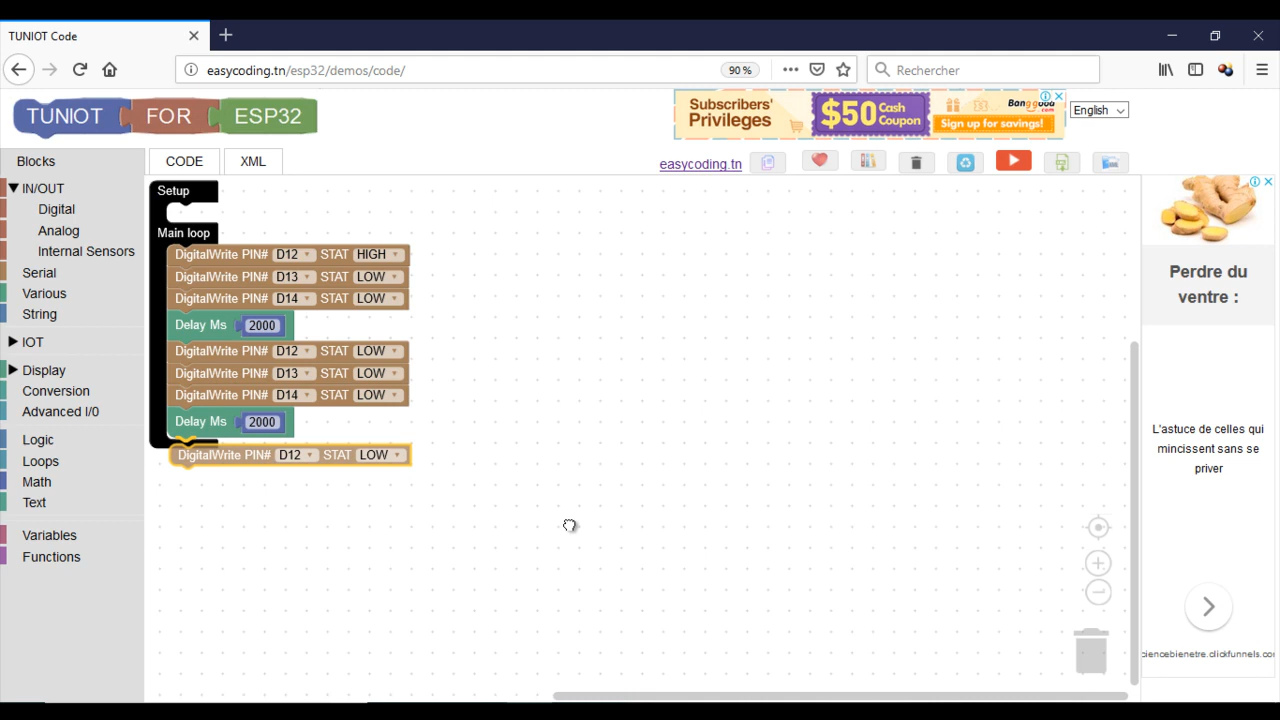 TUNIOT Code
easycoding.tn/esp32/demos/code/
90 %
Rechercher
TUNIOT FOR ESP32
Subscribers' Privileges
$50 Cash Coupon
Banggood.com
Sign up for savings!
English
Blocks
CODE
XML
easycoding.tn
IN/OUT
Digital
Analog
Internal Sensors
Serial
Various
String
IOT
Display
Conversion
Advanced I/0
Logic
Loops
Math
Text
Variables
Functions
Setup
Main loop
DigitalWrite PIN# D12 STAT HIGH
DigitalWrite PIN# D13 STAT LOW
DigitalWrite PIN# D14 STAT LOW
Delay Ms 2000
DigitalWrite PIN# D12 STAT LOW
DigitalWrite PIN# D13 STAT LOW
DigitalWrite PIN# D14 STAT LOW
Delay Ms 2000
DigitalWrite PIN# D12 STAT LOW
Perdre du
ventre :
L'astuce de celles qui
mincissent sans se
priver
ciencebienetre.clickfunnels.co